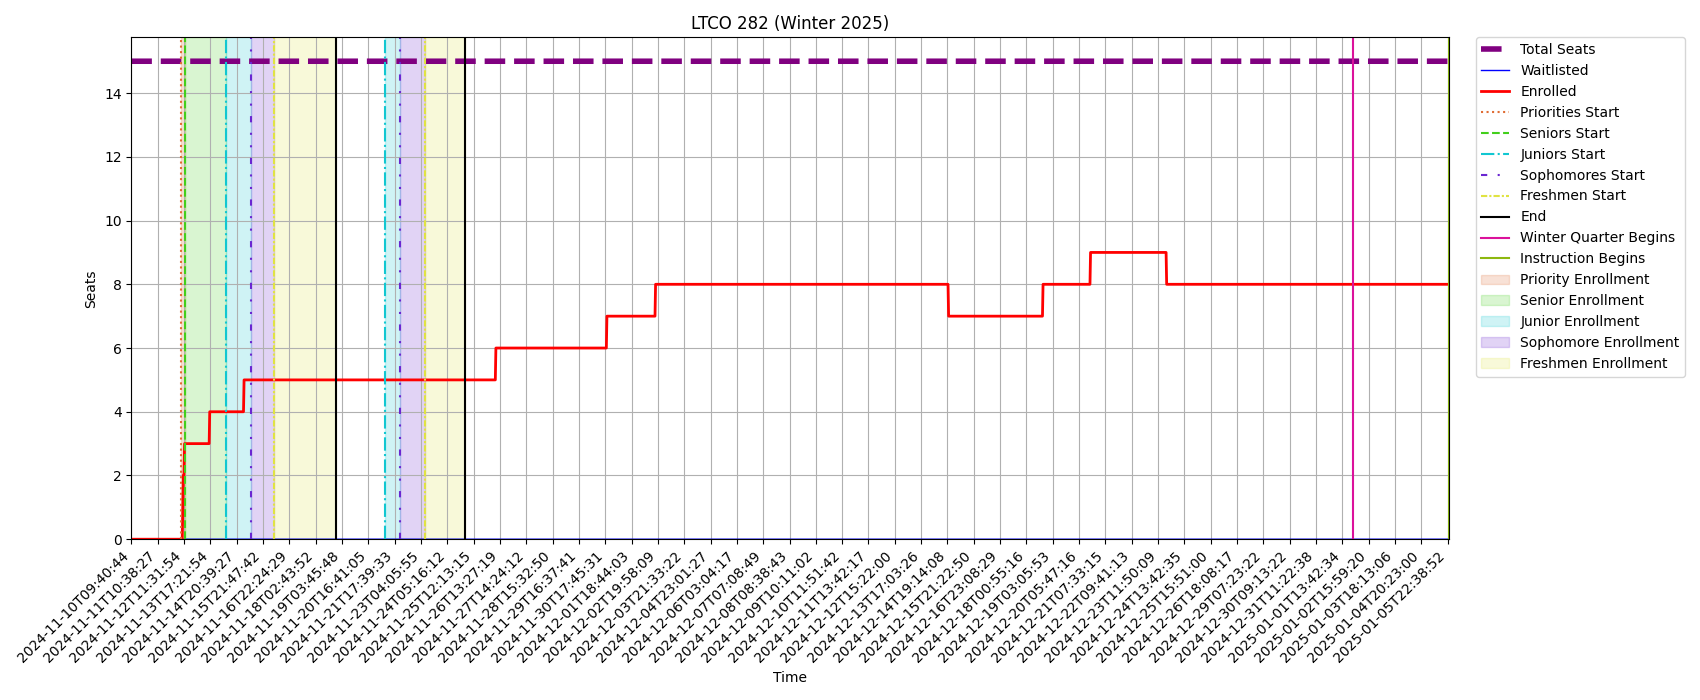 LTCO 282 (Winter 2025)
Seats
14
12
10
8
6
4
2
0
2024-11-10T09:40:44
2024-11-11T10:38:27
2024-11-12T11:31:54
2024-11-13T17:21:54
2024-11-14T20:39:27
2024-11-15T21:47:42
2024-11-16T22:24:29
2024-11-18T02:43:52
2024-11-19T03:45:48
2024-11-20T16:41:05
2024-11-21T17:39:33
2024-11-23T04:05:55
2024-11-24T05:16:12
2024-11-25T12:13:15
2024-11-26T13:27:19
2024-11-27T14:24:12
2024-11-28T15:32:50
2024-11-29T16:37:41
2024-11-30T17:45:31
2024-12-01T18:44:03
2024-12-02T19:58:09
2024-12-03T21:33:22
2024-12-04T23:01:27
2024-12-06T03:04:17
2024-12-07T07:08:49
2024-12-08T08:38:43
2024-12-09T10:11:02
2024-12-10T11:51:42
2024-12-11T13:42:17
2024-12-12T15:22:00
2024-12-13T17:03:26
2024-12-14T19:14:08
2024-12-15T21:22:50
2024-12-16T23:08:29
2024-12-18T00:55:16
2024-12-19T03:05:53
2024-12-20T05:47:16
2024-12-21T07:33:15
2024-12-22T09:41:13
2024-12-23T11:50:09
2024-12-24T13:42:35
2024-12-25T15:51:00
2024-12-26T18:08:17
2024-12-29T07:23:22
2024-12-30T09:13:22
2024-12-31T11:22:38
2025-01-01T13:42:34
2025-01-02T15:59:20
2025-01-03T18:13:06
2025-01-04T20:23:00
2025-01-05T22:38:52
Time
Total Seats
Waitlisted
Enrolled
Priorities Start
Seniors Start
Juniors Start
Sophomores Start
Freshmen Start
End
Winter Quarter Begins
Instruction Begins
Priority Enrollment
Senior Enrollment
Junior Enrollment
Sophomore Enrollment
Freshmen Enrollment